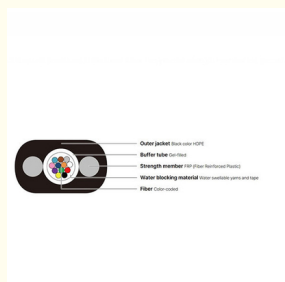 Outer jacket Black color HDPE
Buffer tube Gel-filled
Strength member FRP (Fiber Reinforced Plastic)
Water blocking material Water swellable yarns and tape
Fiber Color-coded